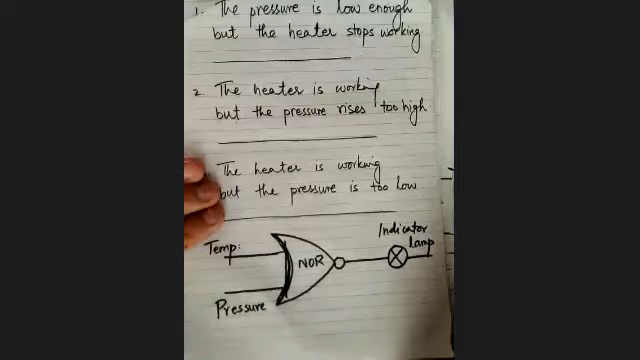 1. The pressure is low enough
but the heater stops working
2. The heater is working
but the pressure rises too high.
The heater is working
but the pressure is too low.
Indicator
lamp
Temp:
NOR
Pressure